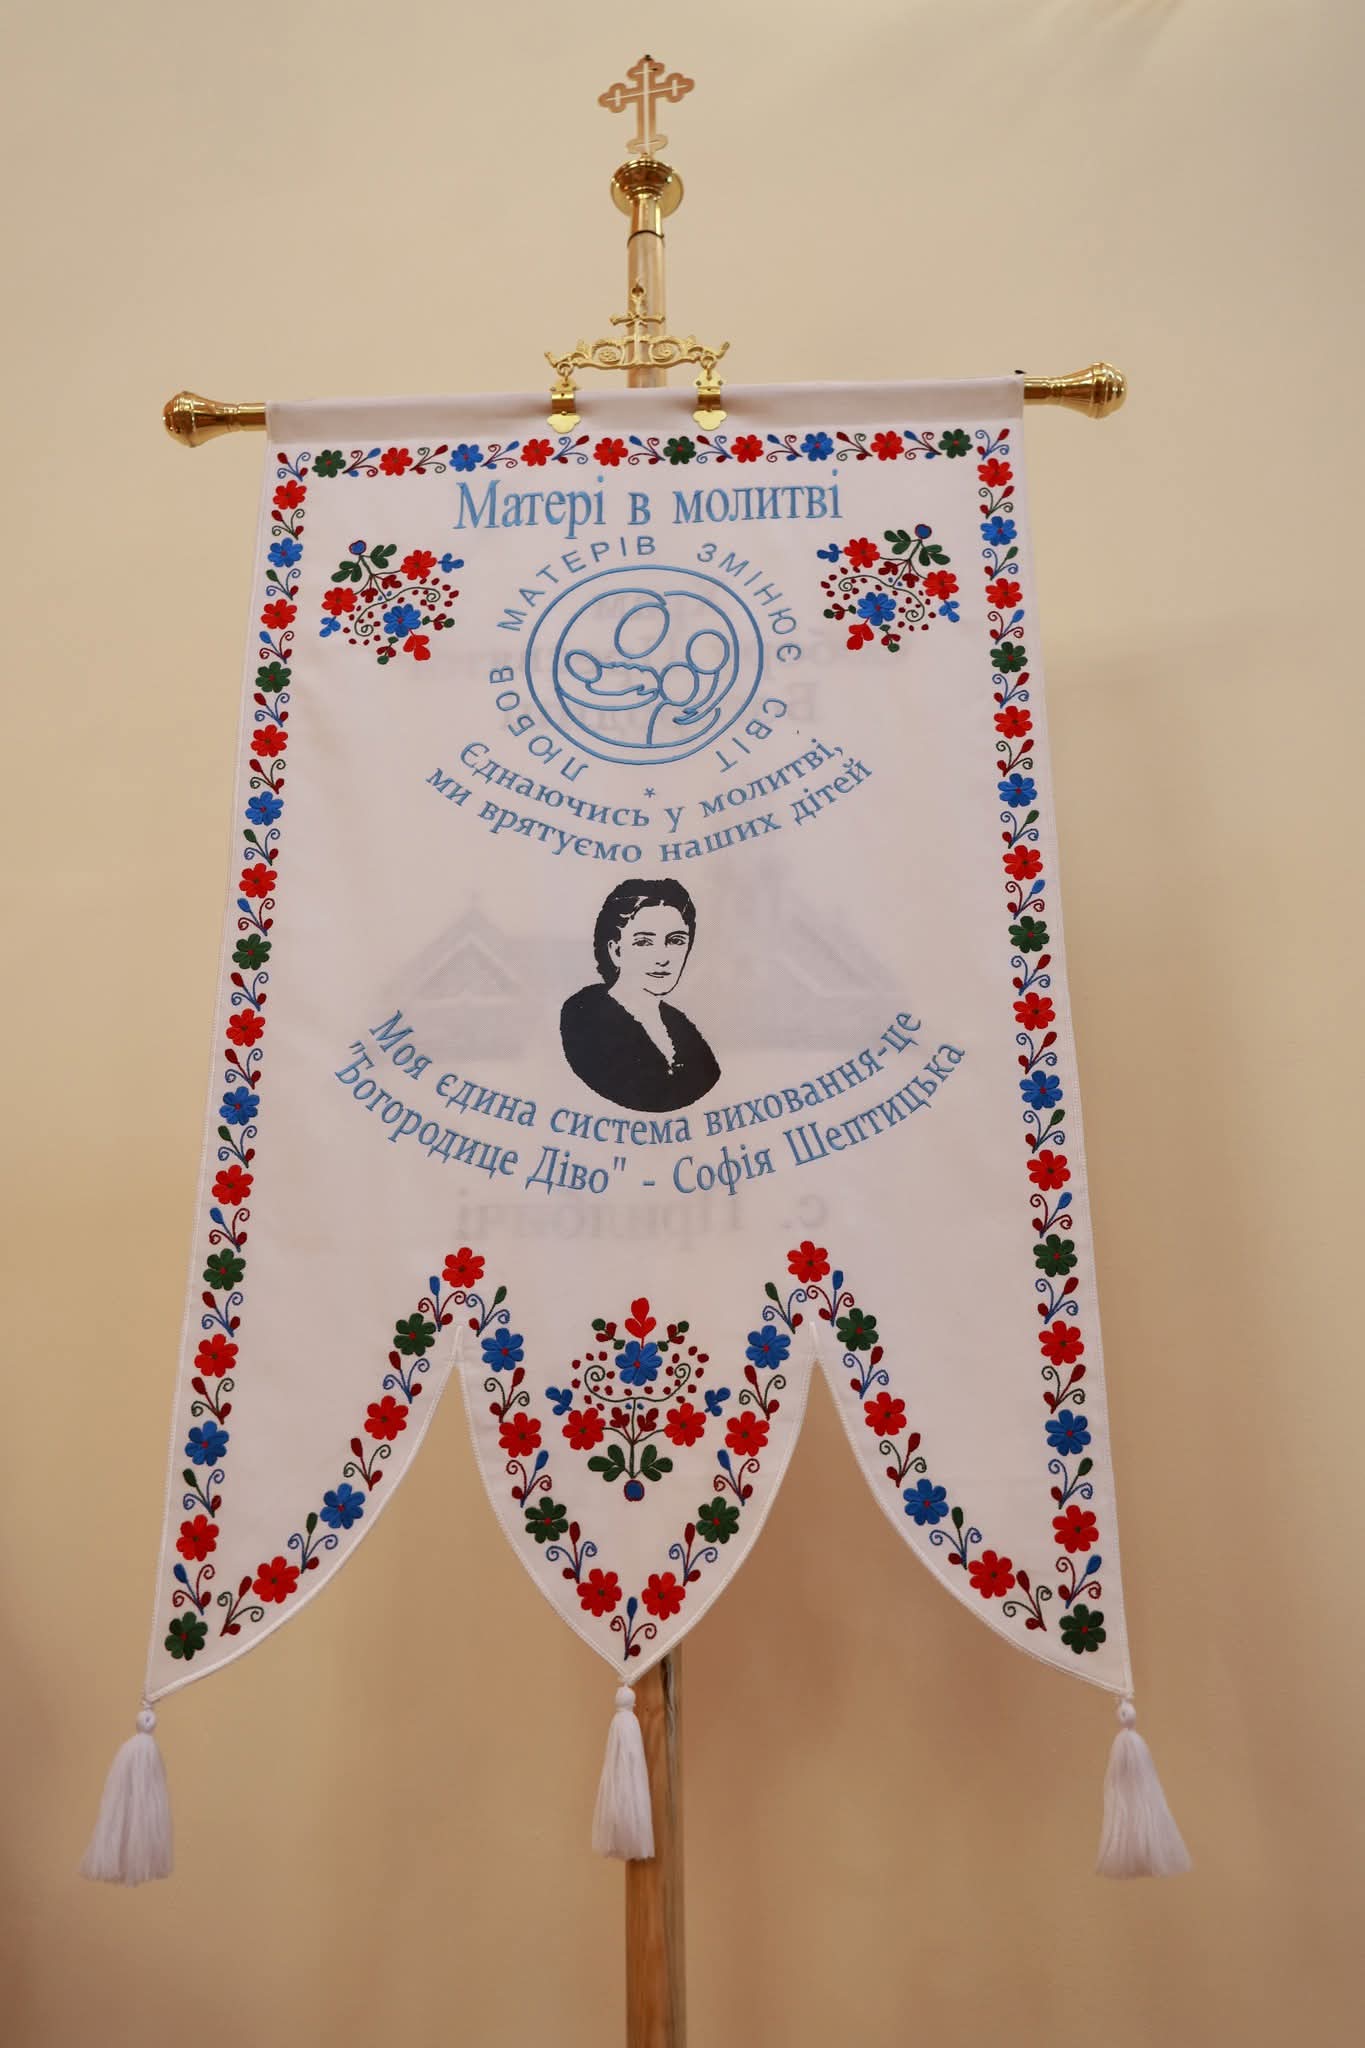 Матері в молитві
ЛЮБОВ МАТЕРІВ ЗМІНЮЄ СВІТ
*
Єднаючись у молитві,
ми врятуємо наших дітей
Моя єдина система виховання-це
"Богородице Діво" - Софія Шептицька
с. Прилбичі